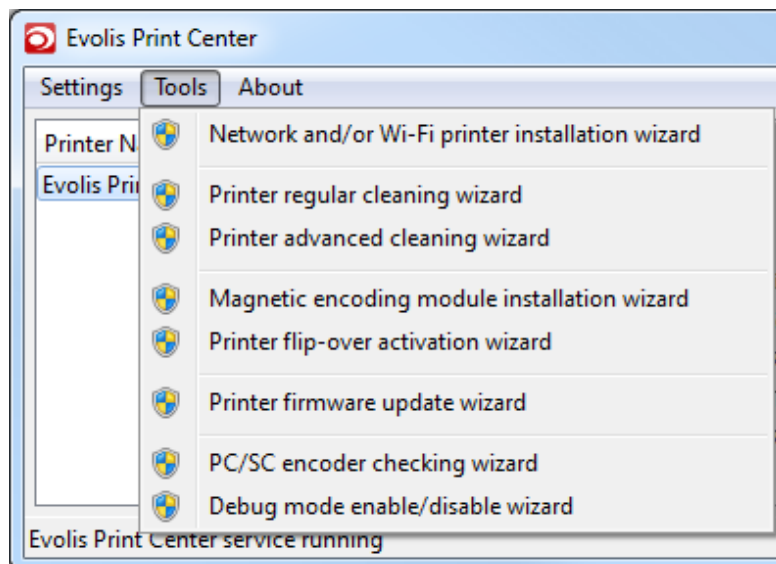 Evolis Print Center
Settings Tools About
Printer
Network and/or Wi-Fi printer installation wizard
Evolis
Printer regular cleaning wizard
Printer advanced cleaning wizard
Magnetic encoding module installation wizard
Printer flip-over activation wizard
Printer firmware update wizard
PC/SC encoder checking wizard
Debug mode enable/disable wizard
Evolis Print Center service running